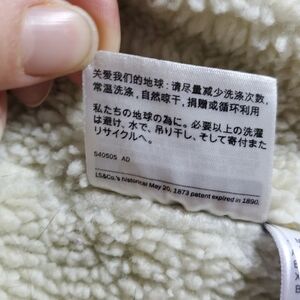 关爱我们的地球：请尽量减少洗涤次数，
常温洗涤，自然晾干，捐赠或循环利用
私たちの地球の為に。必要以上の洗濯
は避け、水で、吊り干し、そして寄付また
リサイクルへ。
540505 AD
LS&Co.'s historical May 20, 1873 patent expired in 1890.